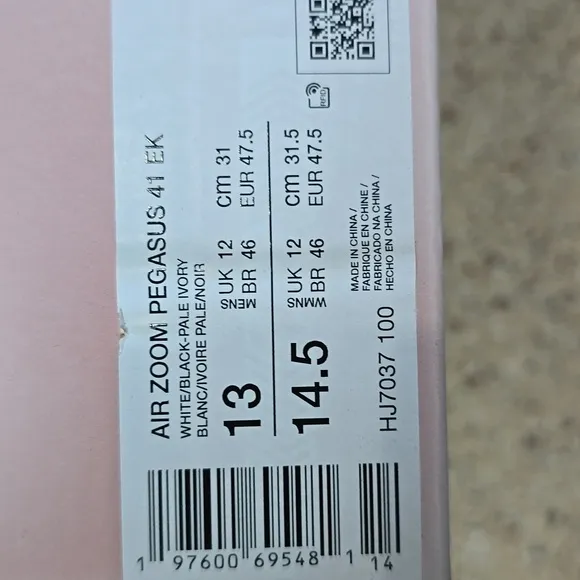 AIR ZOOM PEGASUS 41 EK
WHITE/BLACK-PALE IVORY
BLANC/IVOIRE PALE/NOIR
13
MENS
UK 12
BR 46
cm 31
EUR 47.5
14.5
WMNS
UK 12
BR 46
cm 31.5
EUR 47.5
RFID
HJ7037 100
MADE IN CHINA /
FABRIQUE EN CHINE /
FABRICADO NA CHINA /
HECHO EN CHINA
1 97600 69548 1 14